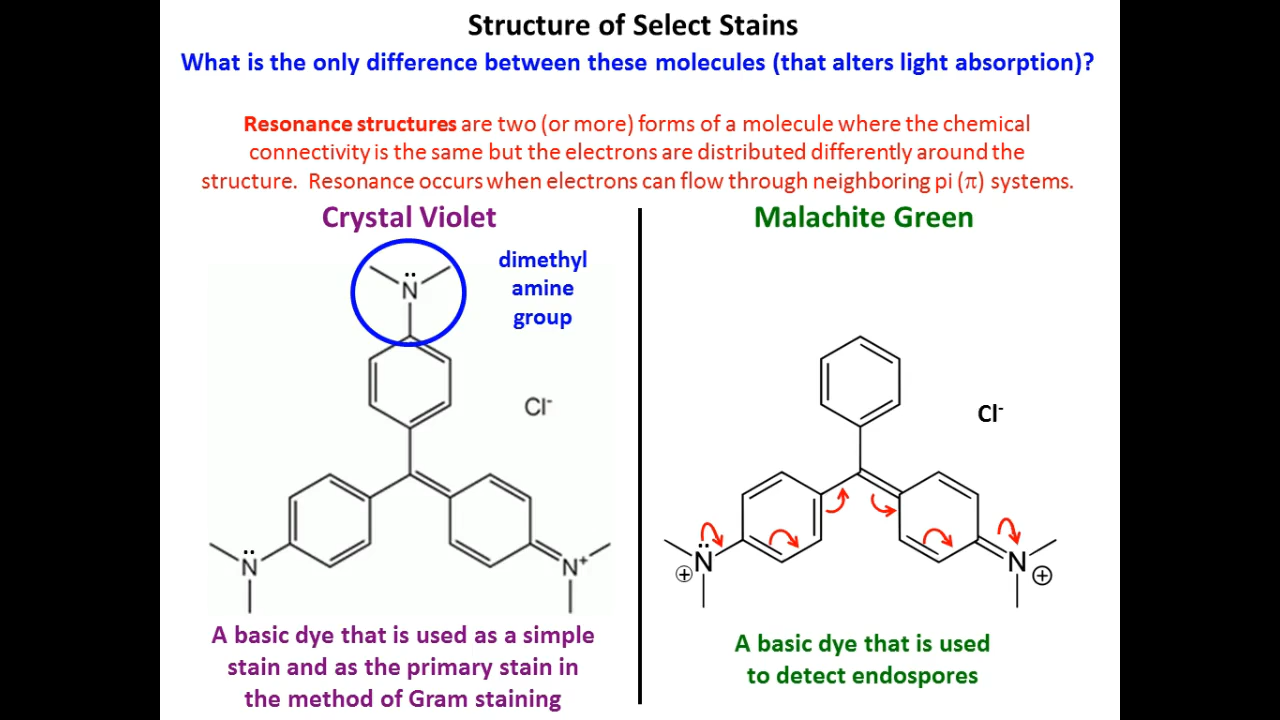 Structure of Select Stains
What is the only difference between these molecules (that alters light absorption)?
Resonance structures are two (or more) forms of a molecule where the chemical
connectivity is the same but the electrons are distributed differently around the
structure. Resonance occurs when electrons can flow through neighboring pi (π) systems.
Crystal Violet
dimethyl
amine
group
N
Cl⁻
N
N⁺
A basic dye that is used as a simple
stain and as the primary stain in
the method of Gram staining
Malachite Green
Cl⁻
N
⊕
N
⊕
A basic dye that is used
to detect endospores